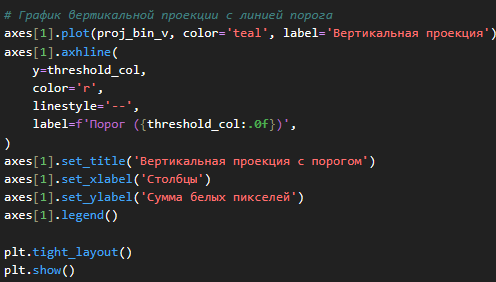 # График вертикальной проекции с линией порога
axes[1].plot(proj_bin_v, color='teal', label='Вертикальная проекция')
axes[1].axhline(
    y=threshold_col,
    color='r',
    linestyle='--',
    label=f'Порог ({threshold_col:.0f})',
)
axes[1].set_title('Вертикальная проекция с порогом')
axes[1].set_xlabel('Столбцы')
axes[1].set_ylabel('Сумма белых пикселей')
axes[1].legend()

plt.tight_layout()
plt.show()